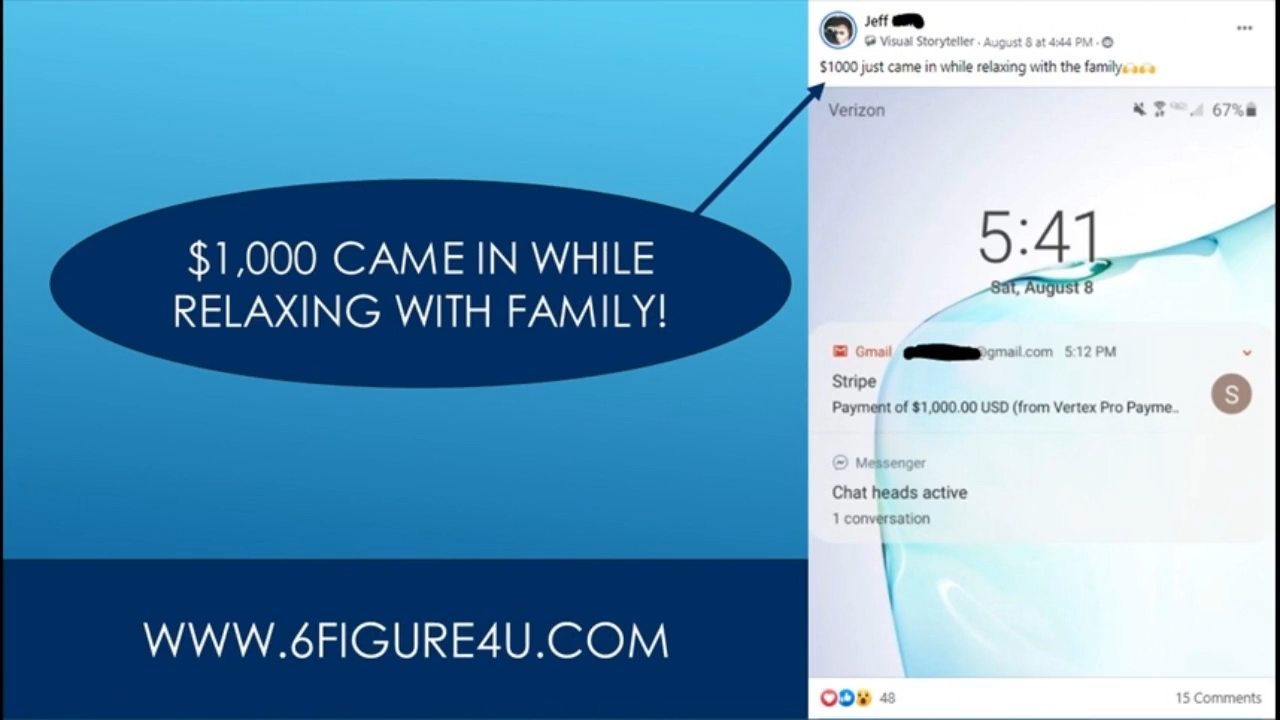 $1,000 CAME IN WHILE
RELAXING WITH FAMILY!
WWW.6FIGURE4U.COM
Jeff
Visual Storyteller · August 8 at 4:44 PM ·
$1000 just came in while relaxing with the family🙌🙌
Verizon 67%
5:41
Sat, August 8
Gmail @gmail.com 5:12 PM
Stripe
Payment of $1,000.00 USD (from Vertex Pro Payme..
S
Messenger
Chat heads active
1 conversation
48 15 Comments